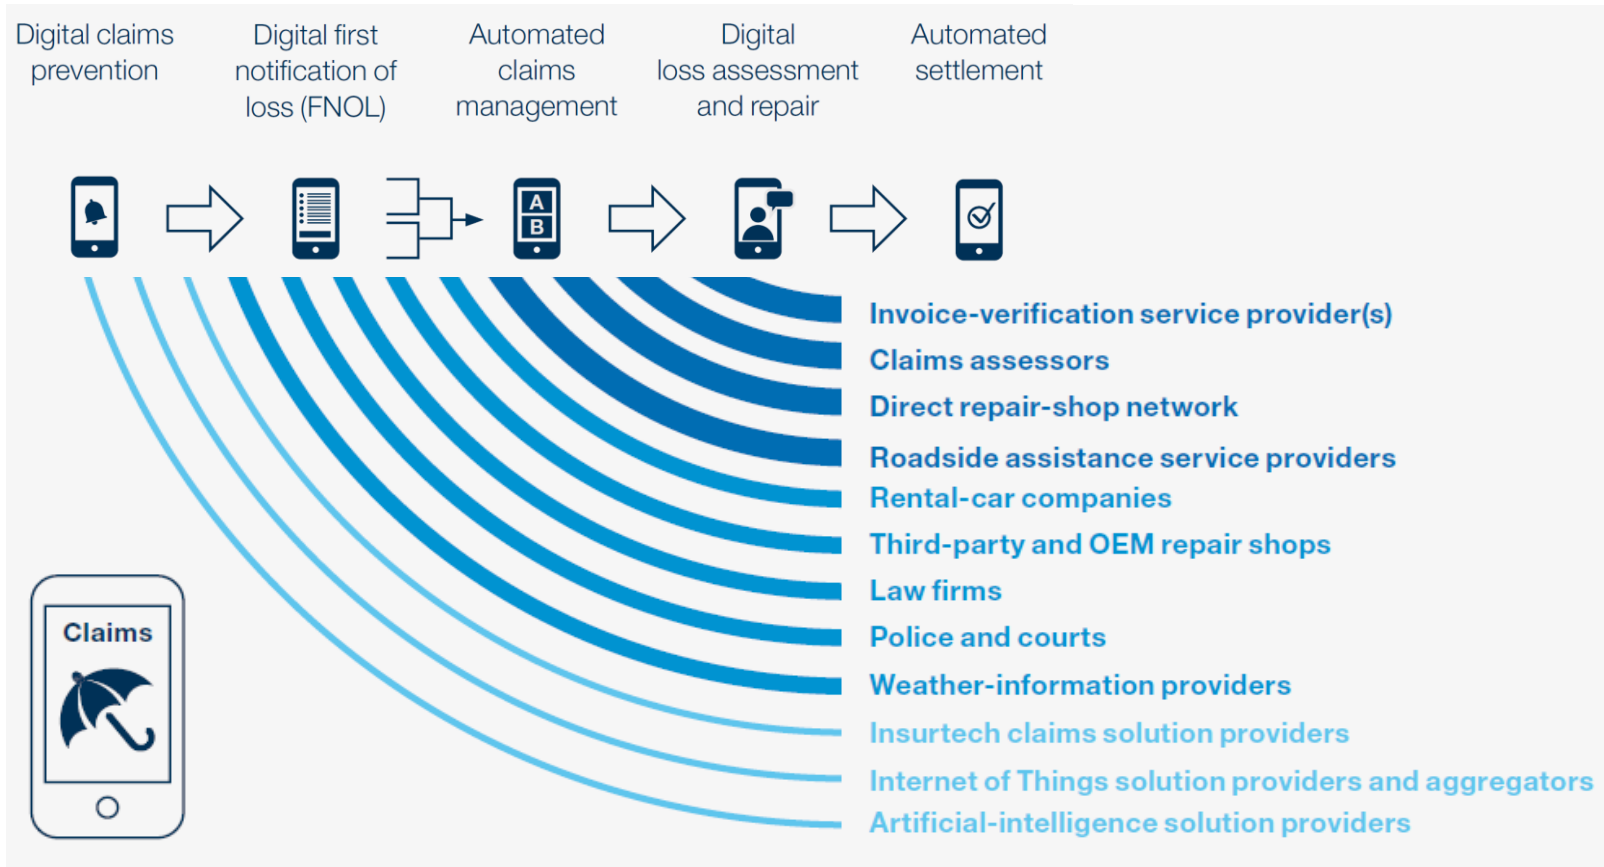 Digital claims
prevention
Digital first
notification of
loss (FNOL)
Automated
claims
management
Digital
loss assessment
and repair
Automated
settlement
A
B
Invoice-verification service provider(s)
Claims assessors
Direct repair-shop network
Roadside assistance service providers
Rental-car companies
Third-party and OEM repair shops
Law firms
Police and courts
Weather-information providers
Insurtech claims solution providers
Internet of Things solution providers and aggregators
Artificial-intelligence solution providers
Claims